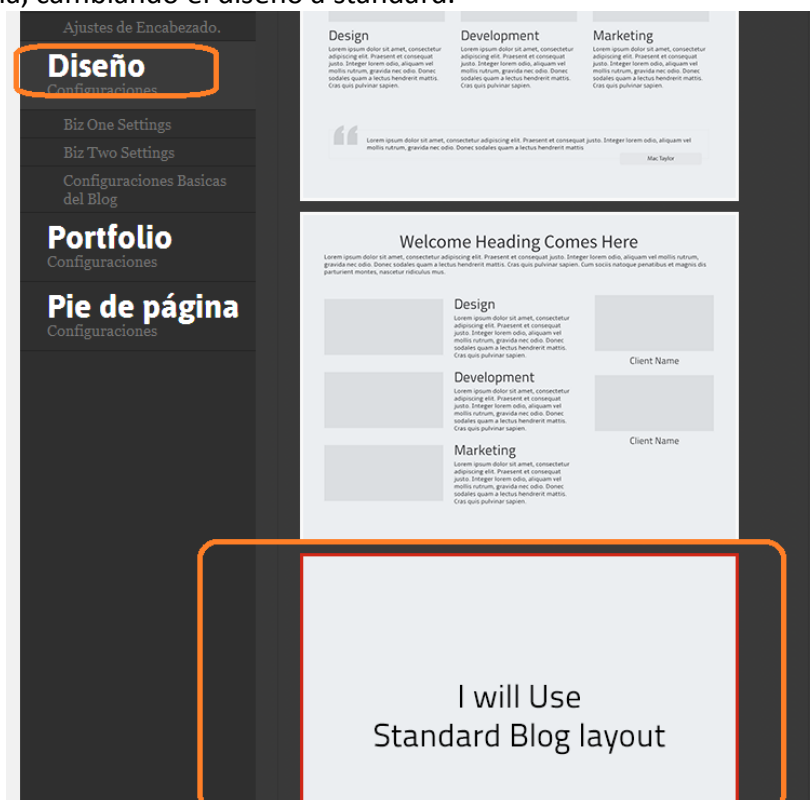 cambiando el diseño a standard.
Ajustes de Encabezado.
Diseño
Configuraciones
Biz One Settings
Biz Two Settings
Configuraciones Basicas
del Blog
Portfolio
Configuraciones
Pie de página
Configuraciones
Design
Lorem ipsum dolor sit amet, consectetur
adipiscing elit. Praesent et consequat
justo. Integer lorem odio, aliquam vel
mollis rutrum, gravida nec odio. Donec
sodales quam a lectus hendrerit mattis.
Cras quis pulvinar sapien.
Development
Lorem ipsum dolor sit amet, consectetur
adipiscing elit. Praesent et consequat
justo. Integer lorem odio, aliquam vel
mollis rutrum, gravida nec odio. Donec
sodales quam a lectus hendrerit mattis.
Cras quis pulvinar sapien.
Marketing
Lorem ipsum dolor sit amet, consectetur
adipiscing elit. Praesent et consequat
justo. Integer lorem odio, aliquam vel
mollis rutrum, gravida nec odio. Donec
sodales quam a lectus hendrerit mattis.
Cras quis pulvinar sapien.
Lorem ipsum dolor sit amet, consectetur adipiscing elit. Praesent et consequat justo. Integer lorem odio, aliquam vel
mollis rutrum, gravida nec odio. Donec sodales quam a lectus hendrerit mattis
Mac Taylor
Welcome Heading Comes Here
Lorem ipsum dolor sit amet, consectetur adipiscing elit. Praesent et consequat justo. Integer lorem odio, aliquam vel mollis rutrum,
gravida nec odio. Donec sodales quam a lectus hendrerit mattis. Cras quis pulvinar sapien. Cum sociis natoque penatibus et magnis dis
parturient montes, nascetur ridiculus mus.
Design
Lorem ipsum dolor sit amet, consectetur
adipiscing elit. Praesent et consequat
justo. Integer lorem odio, aliquam vel
mollis rutrum, gravida nec odio. Donec
sodales quam a lectus hendrerit mattis.
Cras quis pulvinar sapien.
Development
Lorem ipsum dolor sit amet, consectetur
adipiscing elit. Praesent et consequat
justo. Integer lorem odio, aliquam vel
mollis rutrum, gravida nec odio. Donec
sodales quam a lectus hendrerit mattis.
Cras quis pulvinar sapien.
Marketing
Lorem ipsum dolor sit amet, consectetur
adipiscing elit. Praesent et consequat
justo. Integer lorem odio, aliquam vel
mollis rutrum, gravida nec odio. Donec
sodales quam a lectus hendrerit mattis.
Cras quis pulvinar sapien.
Client Name
Client Name
I will Use
Standard Blog layout